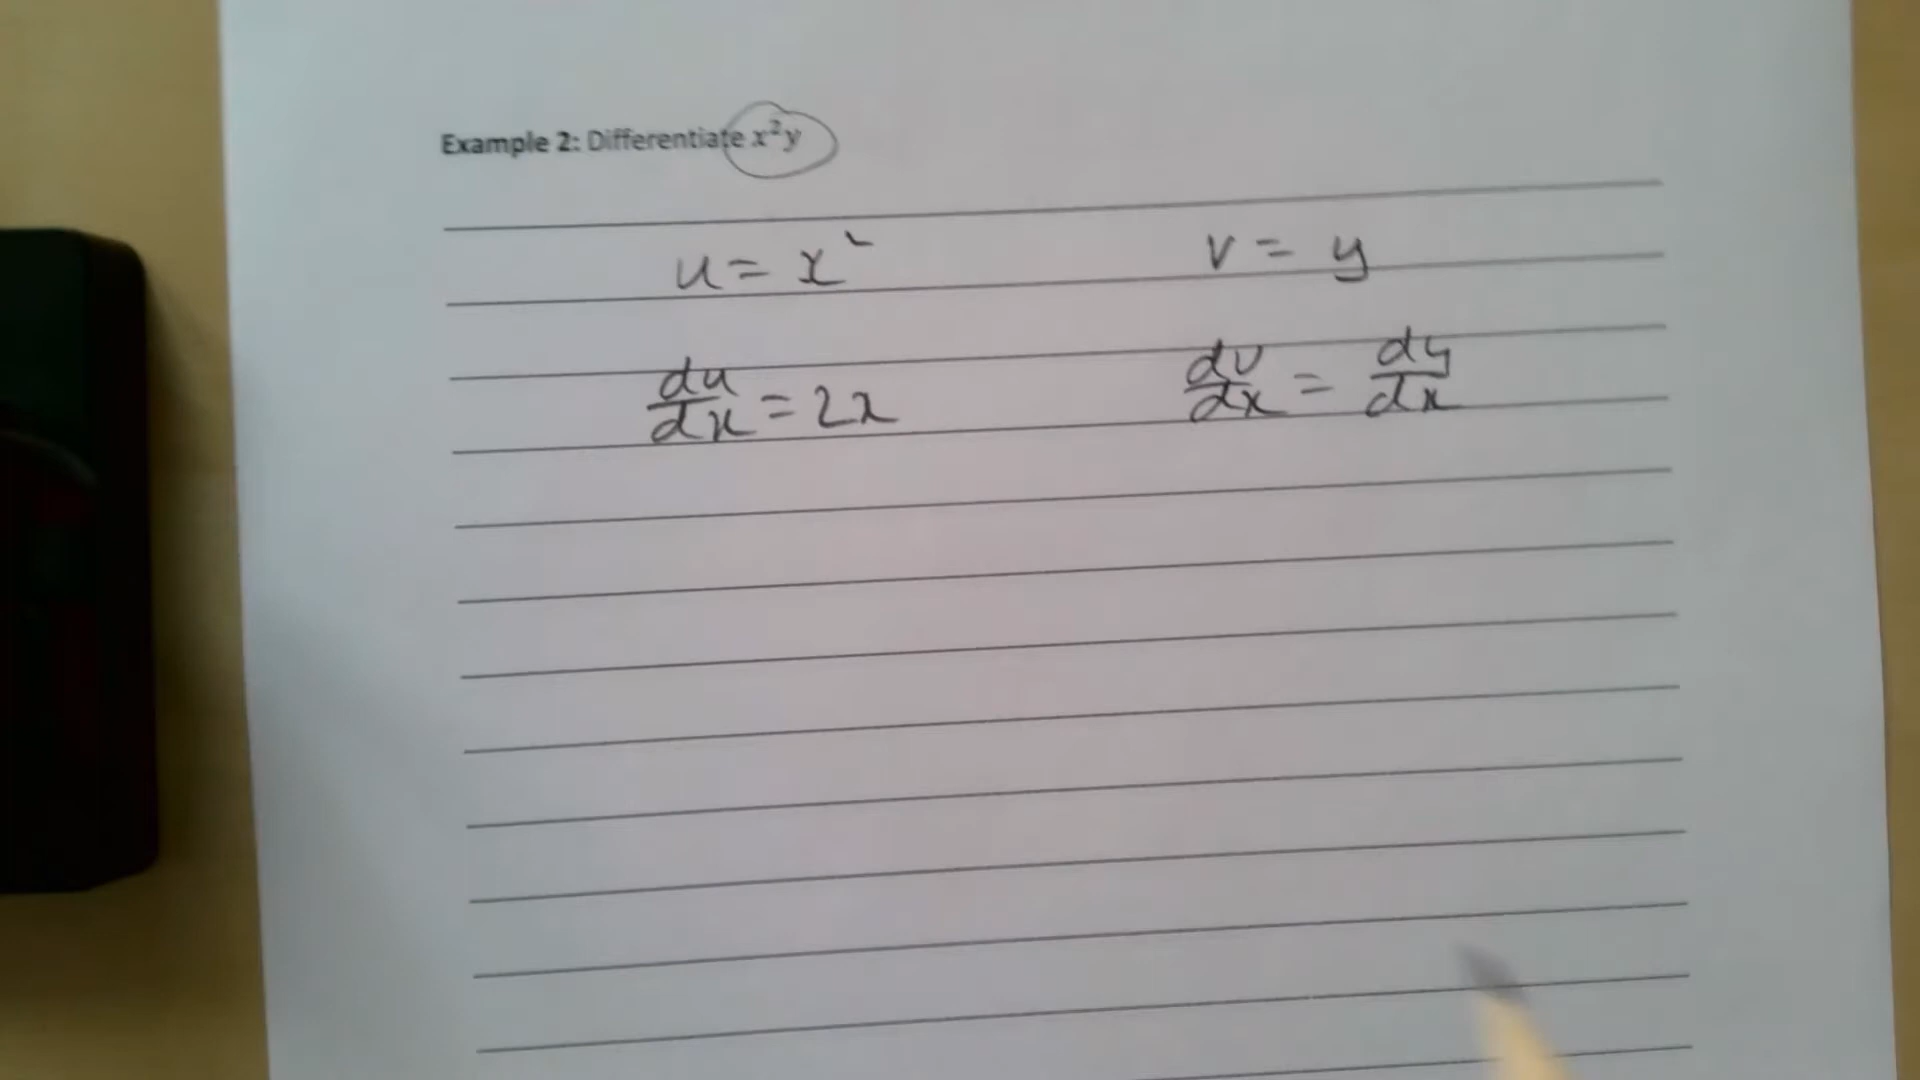 Example 2: Differentiate x²y
u = x² v = y
du/dx = 2x dv/dx = dy/dx